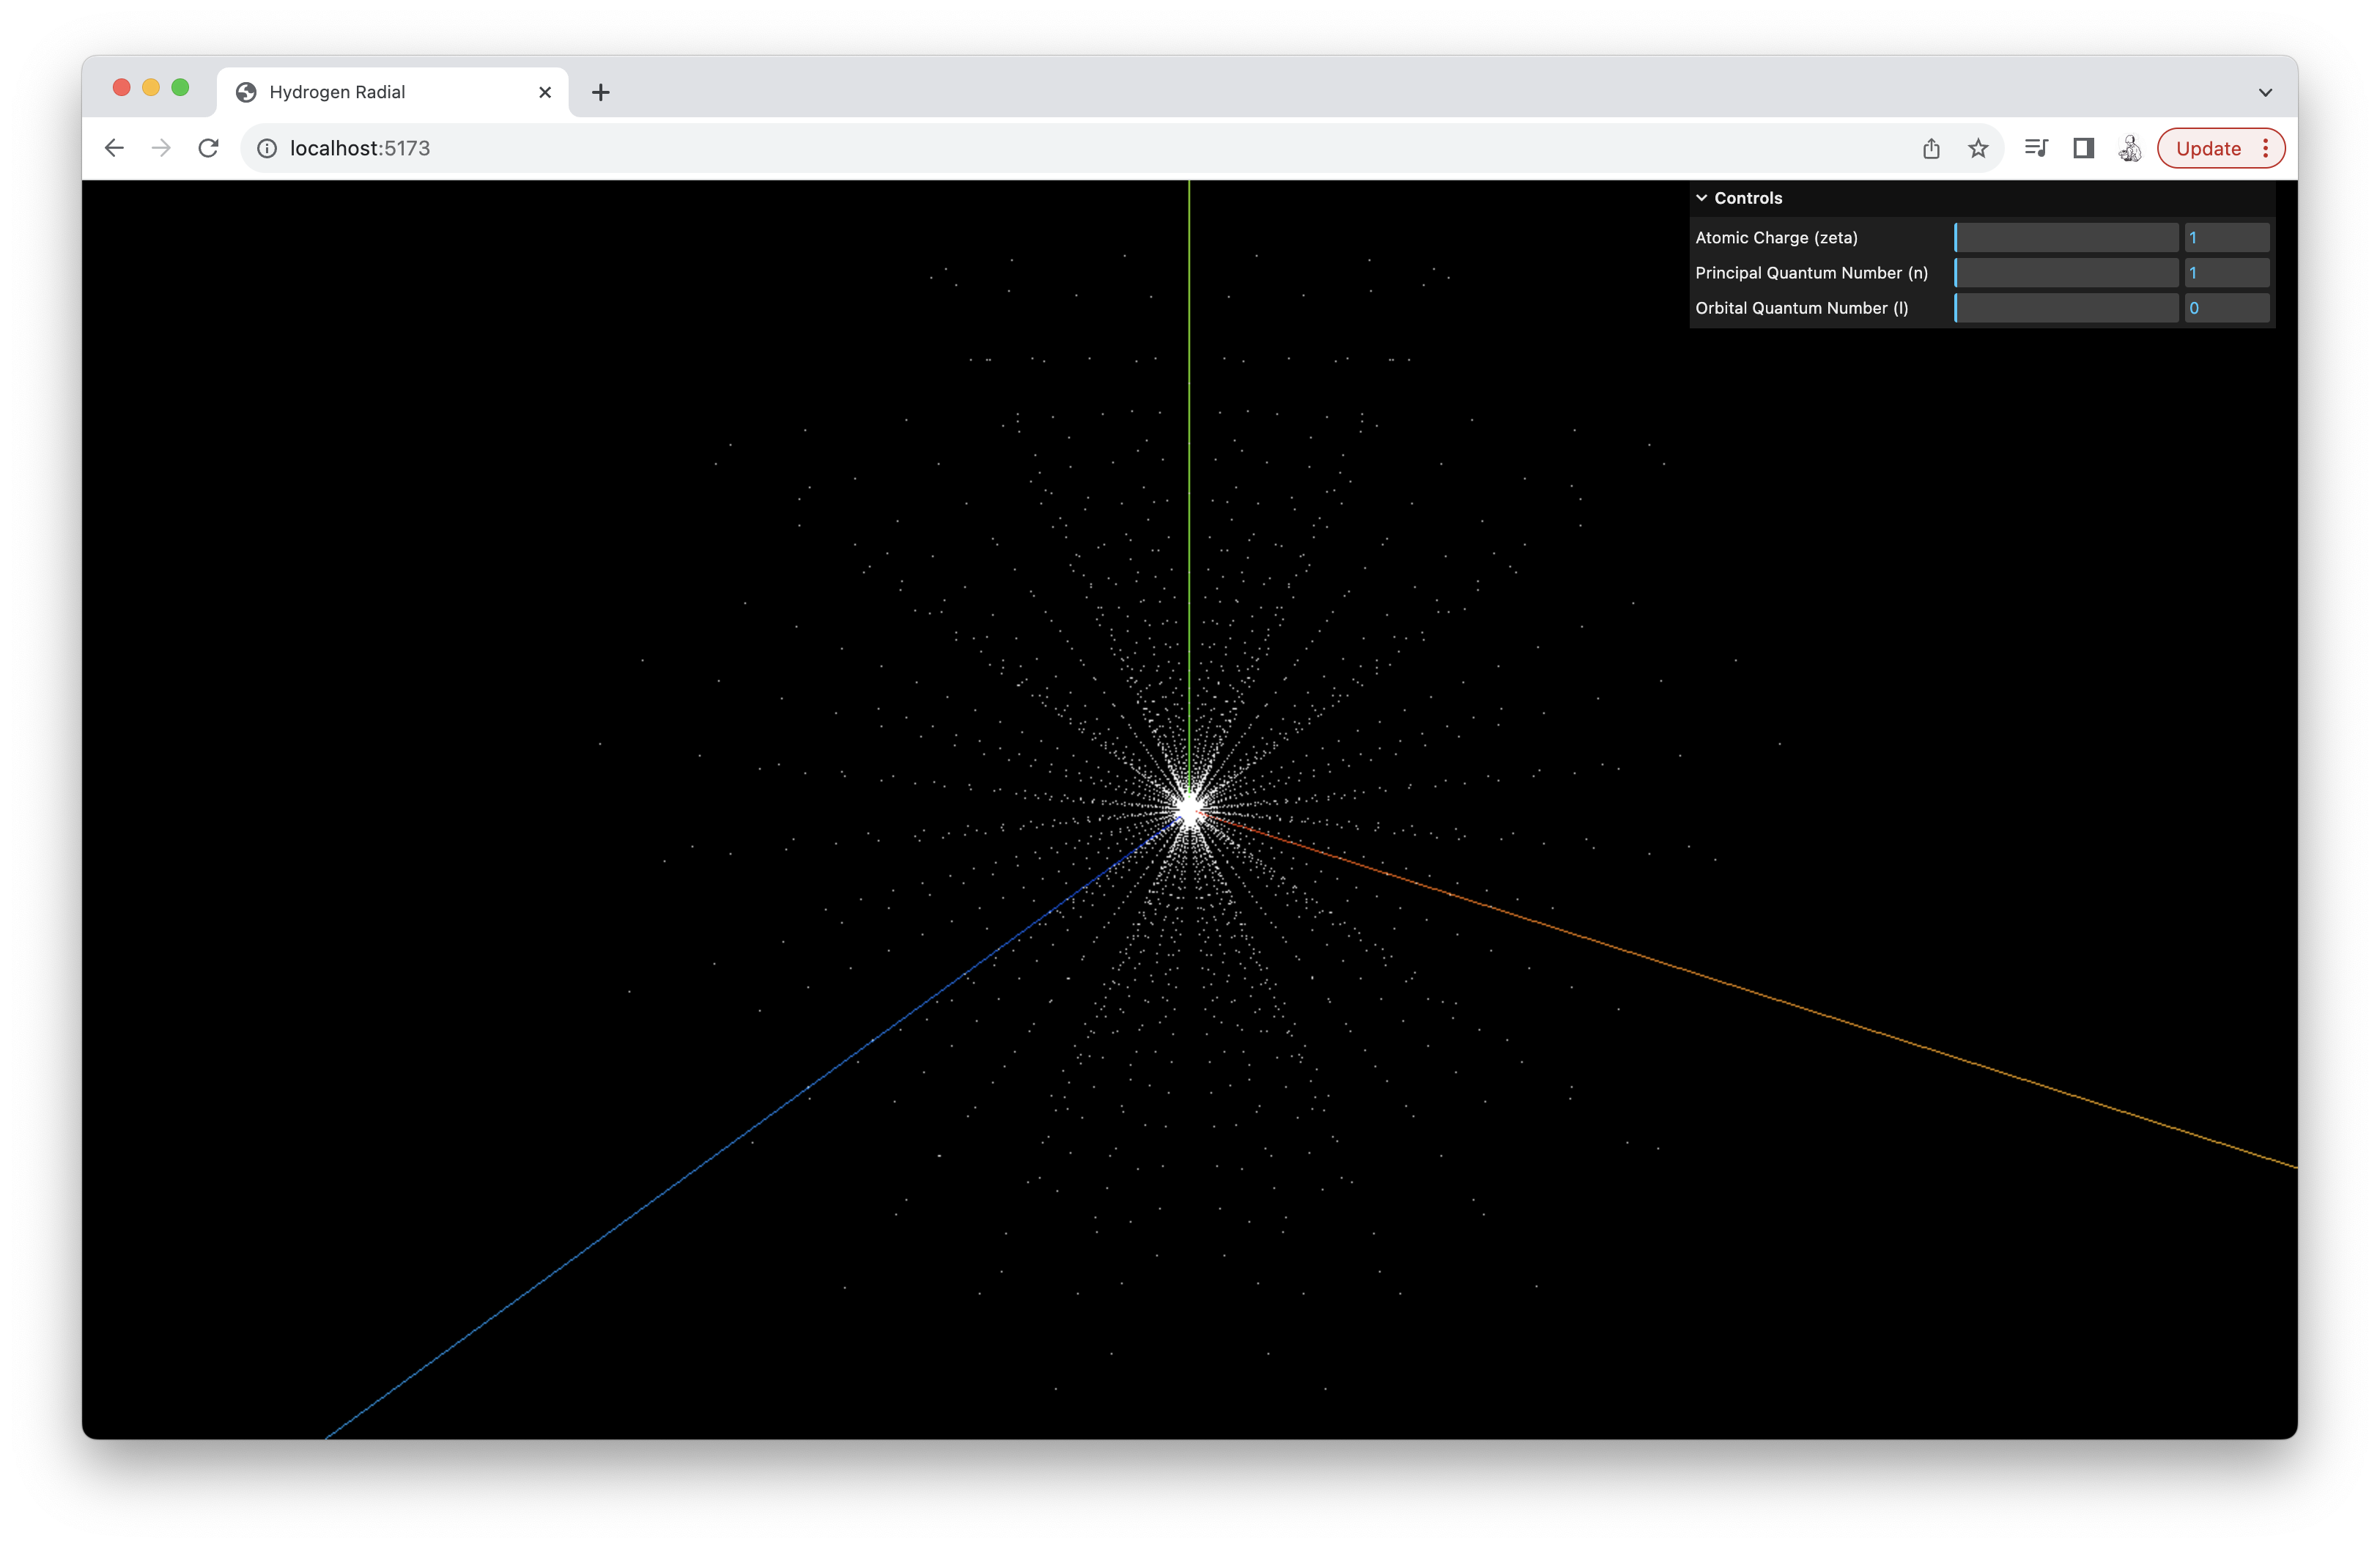 Hydrogen Radial
localhost:5173
Update
Controls
Atomic Charge (zeta) 1
Principal Quantum Number (n) 1
Orbital Quantum Number (l) 0